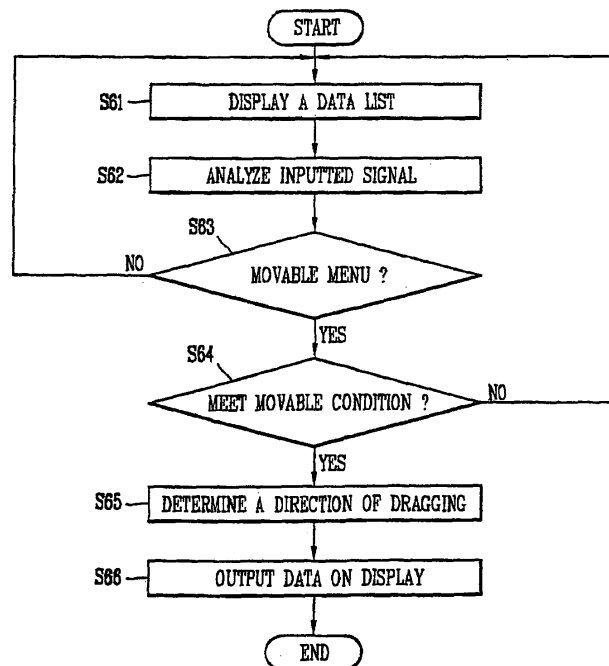 START
S61
DISPLAY A DATA LIST
S62
ANALYZE INPUTTED SIGNAL
S63
NO
MOVABLE MENU ?
YES
S64
MEET MOVABLE CONDITION ?
NO
YES
S65
DETERMINE A DIRECTION OF DRAGGING
S66
OUTPUT DATA ON DISPLAY
END